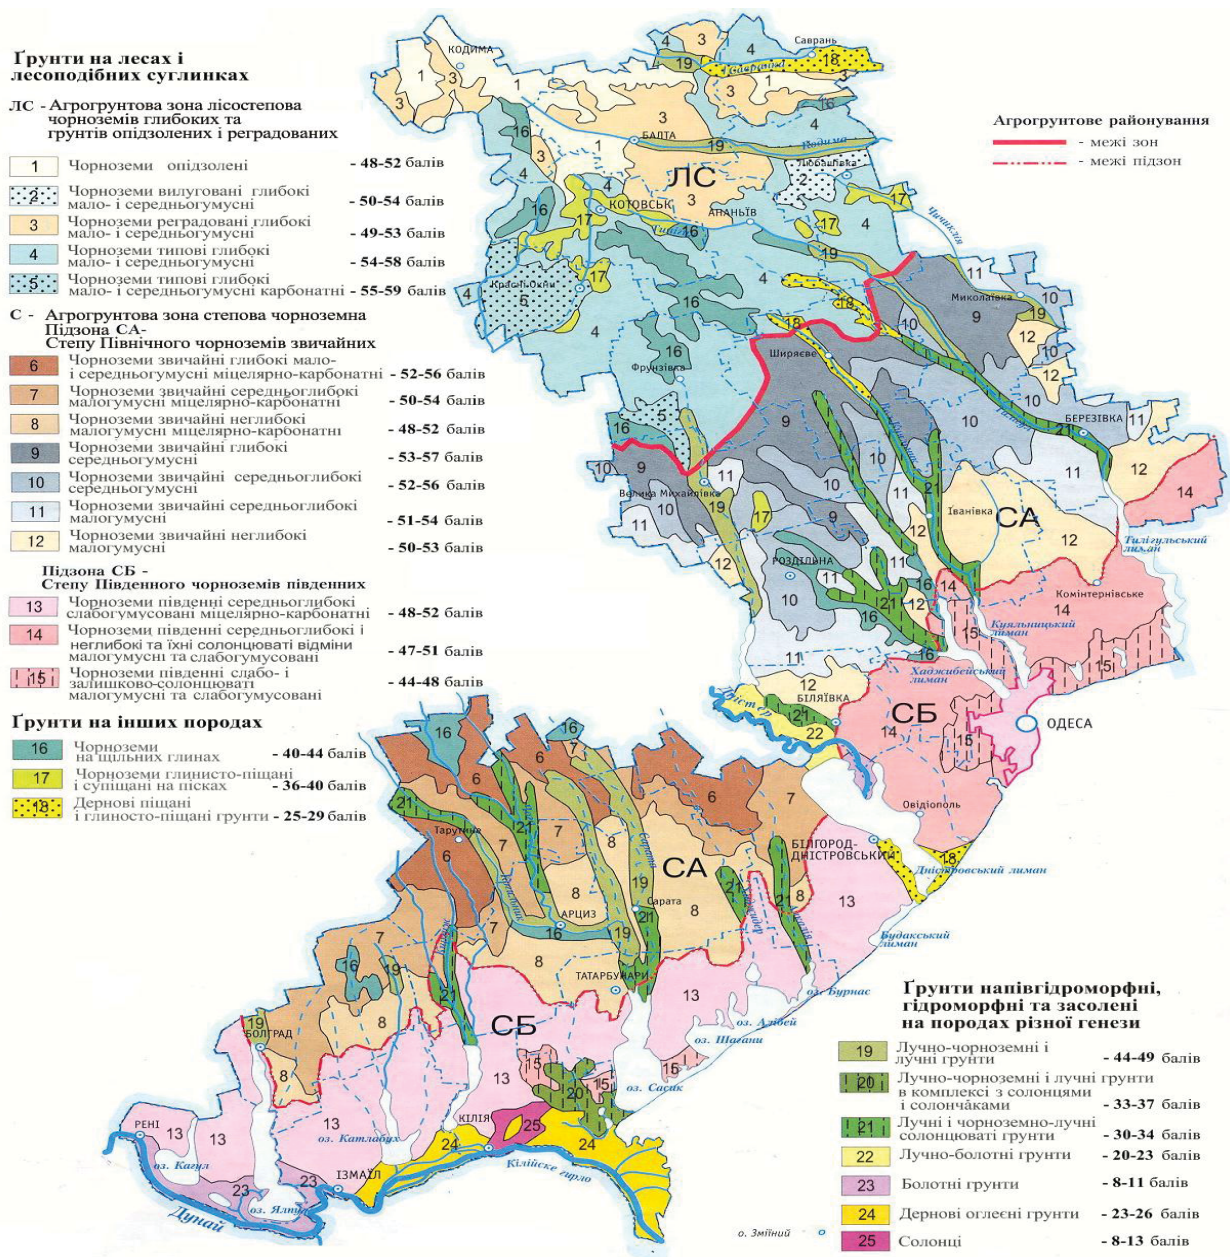 Ґрунти на лесах і
лесоподібних суглинках
ЛС - Агрогрунтова зона лісостепова
чорноземів глибоких та
грунтів опідзолених і реградованих
1 Чорноземи опідзолені - 48-52 балів
2 Чорноземи вилуговані глибокі
мало- і середньогумусні - 50-54 балів
3 Чорноземи реградовані глибокі
мало- і середньогумусні - 49-53 балів
4 Чорноземи типові глибокі
мало- і середньогумусні - 54-58 балів
5 Чорноземи типові глибокі
мало- і середньогумусні карбонатні - 55-59 балів
С - Агрогрунтова зона степова чорноземна
Підзона СА-
Степу Північного чорноземів звичайних
6 Чорноземи звичайні глибокі мало-
і середньогумусні міцелярно-карбонатні - 52-56 балів
7 Чорноземи звичайні середньоглибокі
малогумусні міцелярно-карбонатні - 50-54 балів
8 Чорноземи звичайні неглибокі
малогумусні міцелярно-карбонатні - 48-52 балів
9 Чорноземи звичайні глибокі
середньогумусні - 53-57 балів
10 Чорноземи звичайні середньоглибокі
середньогумусні - 52-56 балів
11 Чорноземи звичайні середньоглибокі
малогумусні - 51-54 балів
12 Чорноземи звичайні неглибокі
малогумусні - 50-53 балів
Підзона СБ -
Степу Південного чорноземів південних
13 Чорноземи південні середньоглибокі
слабогумусовані міцелярно-карбонатні - 48-52 балів
14 Чорноземи південні середньоглибокі і
неглибокі та їхні солонцюваті відміни
малогумусні та слабогумусовані - 47-51 балів
15 Чорноземи південні слабо- і
залишково-солонцюваті
малогумусні та слабогумусовані - 44-48 балів
Ґрунти на інших породах
16 Чорноземи
на щільних глинах - 40-44 балів
17 Чорноземи глинисто-піщані
і супіщані на пісках - 36-40 балів
18 Дернові піщані
і глиносто-піщані грунти - 25-29 балів
Агрогрунтове районування
- межі зон
- межі підзон
КОДИМА
Саврань
Савранка
БАЛТА
Кодима
Любашівка
ЛС
КОТОВСЬК
АНАНЬЇВ
Тилігул
Чичиклія
Красні Окни
Миколаївка
Ширяєве
Фрунзівка
БЕРЕЗІВКА
Велика Михайлівка
Іванівка
СА
РОЗДІЛЬНА
Тилігульський
лиман
Комінтернівське
Куяльницький
лиман
Хаджибейський
лиман
БІЛЯЇВКА
Дністер
СБ
ОДЕСА
Овідіополь
Тарутине
БІЛГОРОД-
ДНІСТРОВСЬКИЙ
Дністровський лиман
СА
Сарата
Сарата
АРЦИЗ
Будакський
лиман
ТАТАРБУНАРИ
оз. Бурнас
оз. Алібей
оз. Шагани
СБ
БОЛГРАД
оз. Сасик
КІЛІЯ
РЕНІ
оз. Катлабух
оз. Кагул
ІЗМАЇЛ
Кілійске гирло
оз. Ялпуг
Дунай
о. Зміїний
Ґрунти напівгідроморфні,
гідроморфні та засолені
на породах різної генези
19 Лучно-чорноземні і
лучні грунти - 44-49 балів
20 Лучно-чорноземні і лучні грунти
в комплексі з солонцями
і солончаками - 33-37 балів
21 Лучні і чорноземно-лучні
солонцюваті грунти - 30-34 балів
22 Лучно-болотні грунти - 20-23 балів
23 Болотні грунти - 8-11 балів
24 Дернові оглеєні грунти - 23-26 балів
25 Солонці - 8-13 балів